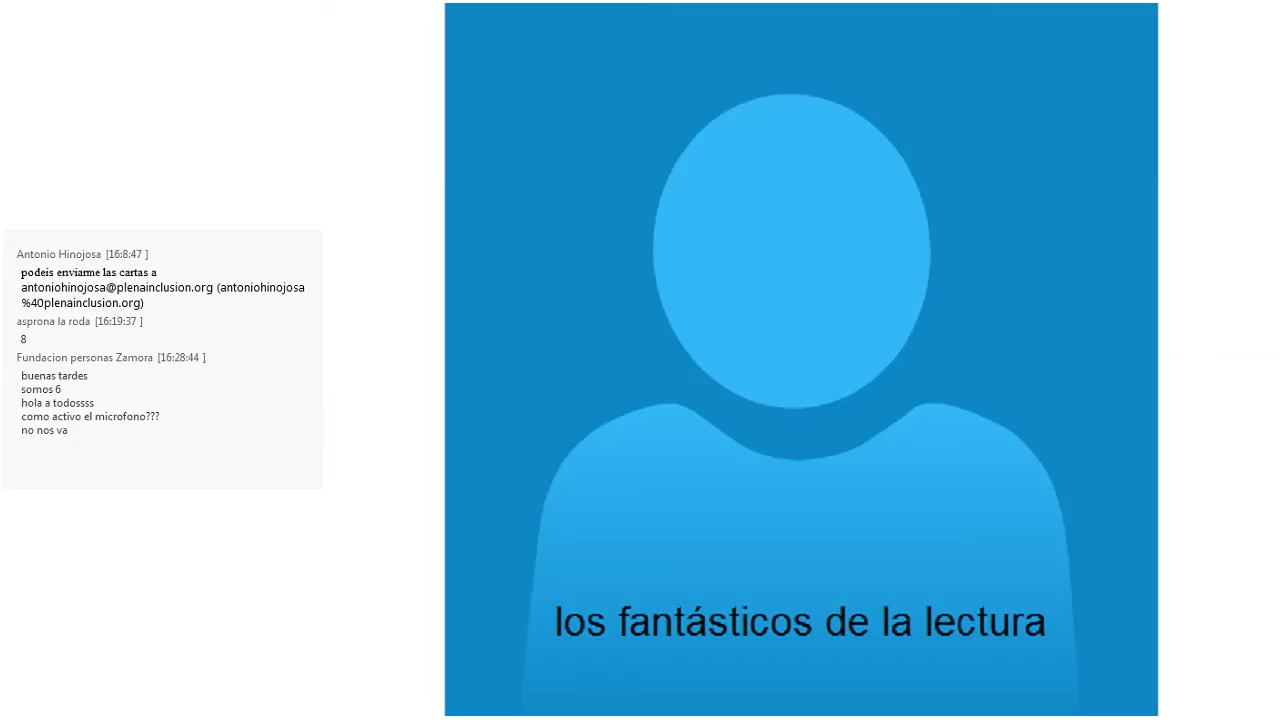 Antonio Hinojosa [16:8:47 ]
podeis enviarme las cartas a
antoniohinojosa@plenainclusion.org (antoniohinojosa
%40plenainclusion.org)
asprona la roda [16:19:37 ]
8
Fundacion personas Zamora [16:28:44 ]
buenas tardes
somos 6
hola a todossss
como activo el microfono???
no nos va
los fantásticos de la lectura